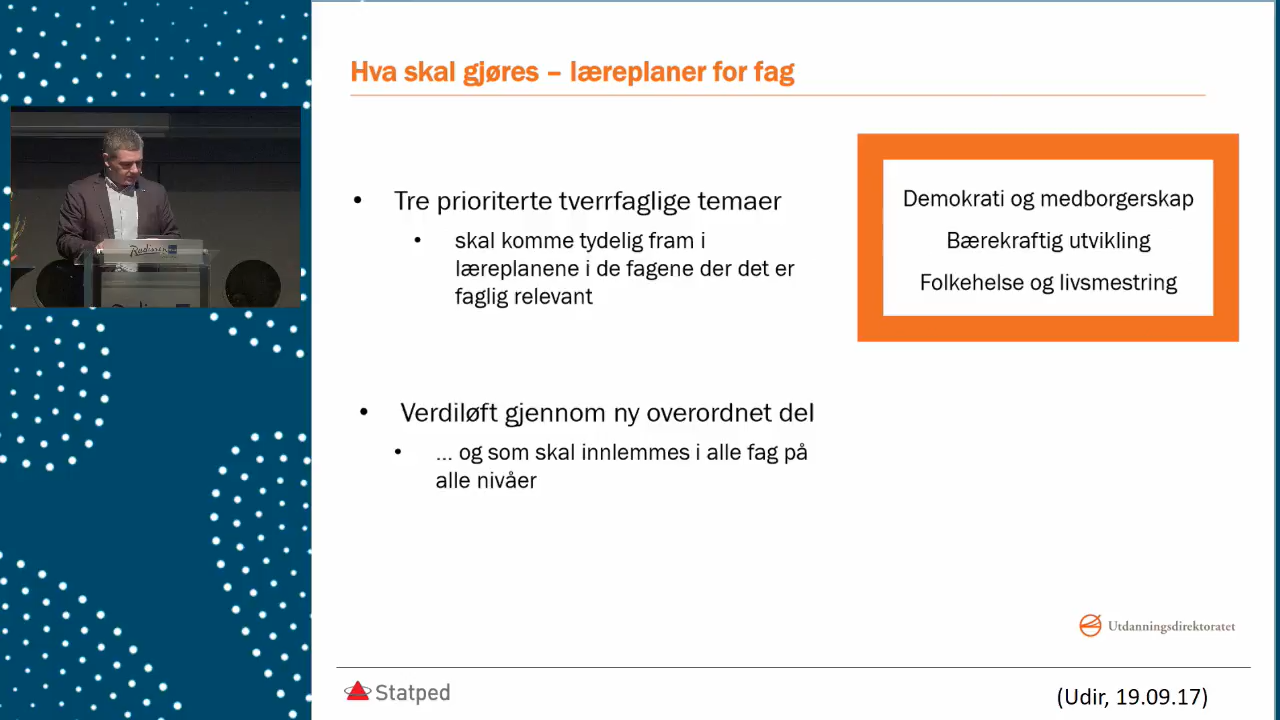 Hva skal gjøres – læreplaner for fag
• Tre prioriterte tverrfaglige temaer
• skal komme tydelig fram i
læreplanene i de fagene der det er
faglig relevant
Demokrati og medborgerskap
Bærekraftig utvikling
Folkehelse og livsmestring
• Verdiløft gjennom ny overordnet del
• ... og som skal innlemmes i alle fag på
alle nivåer
Radisson
Utdanningsdirektoratet
Statped
(Udir, 19.09.17)